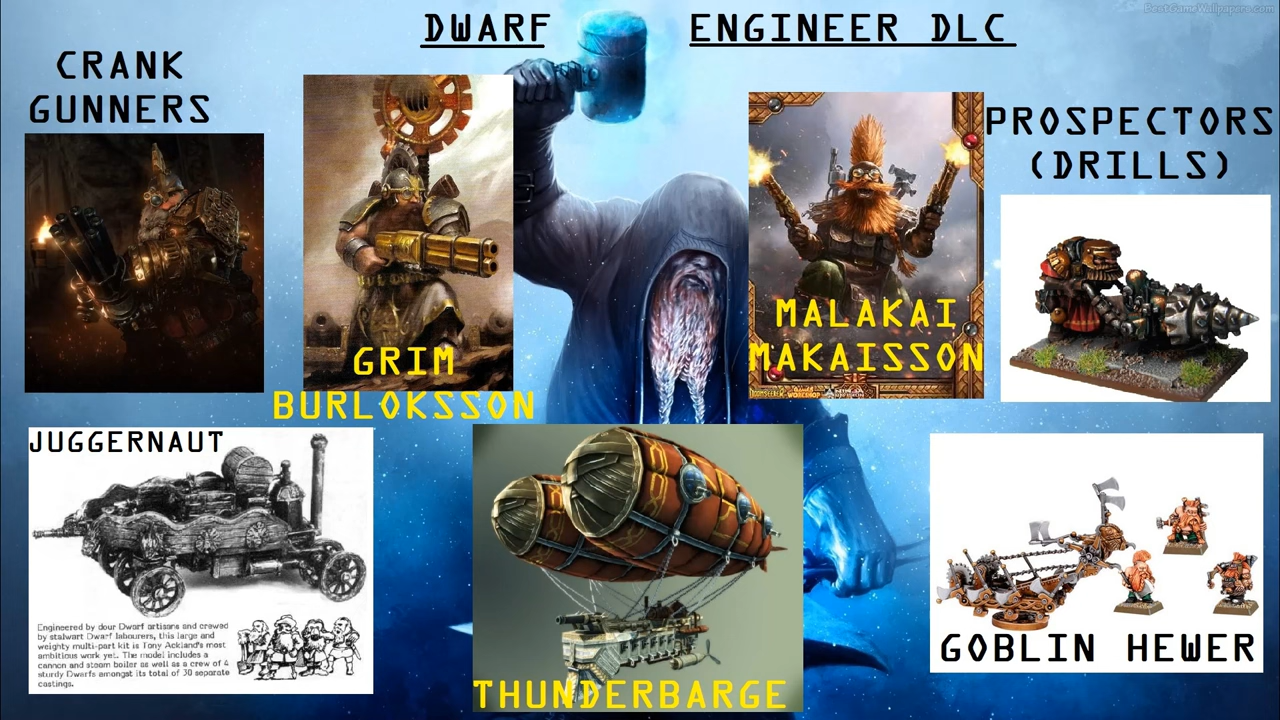 BestGameWallpapers.com
DWARF ENGINEER DLC
CRANK
GUNNERS
PROSPECTORS
(DRILLS)
MALAKAI
MAKAISSON
GRIM
BURLOKSSON
JUGGERNAUT
Engineered by dour Dwarf artisans and crewed
by stalwart Dwarf labourers, this large and
weighty multi-part kit is Tony Ackland's most
ambitious work yet. The model includes a
cannon and steam boiler as well as a crew of 4
sturdy Dwarfs amongst its total of 30 separate
castings.
THUNDERBARGE
GOBLIN HEWER